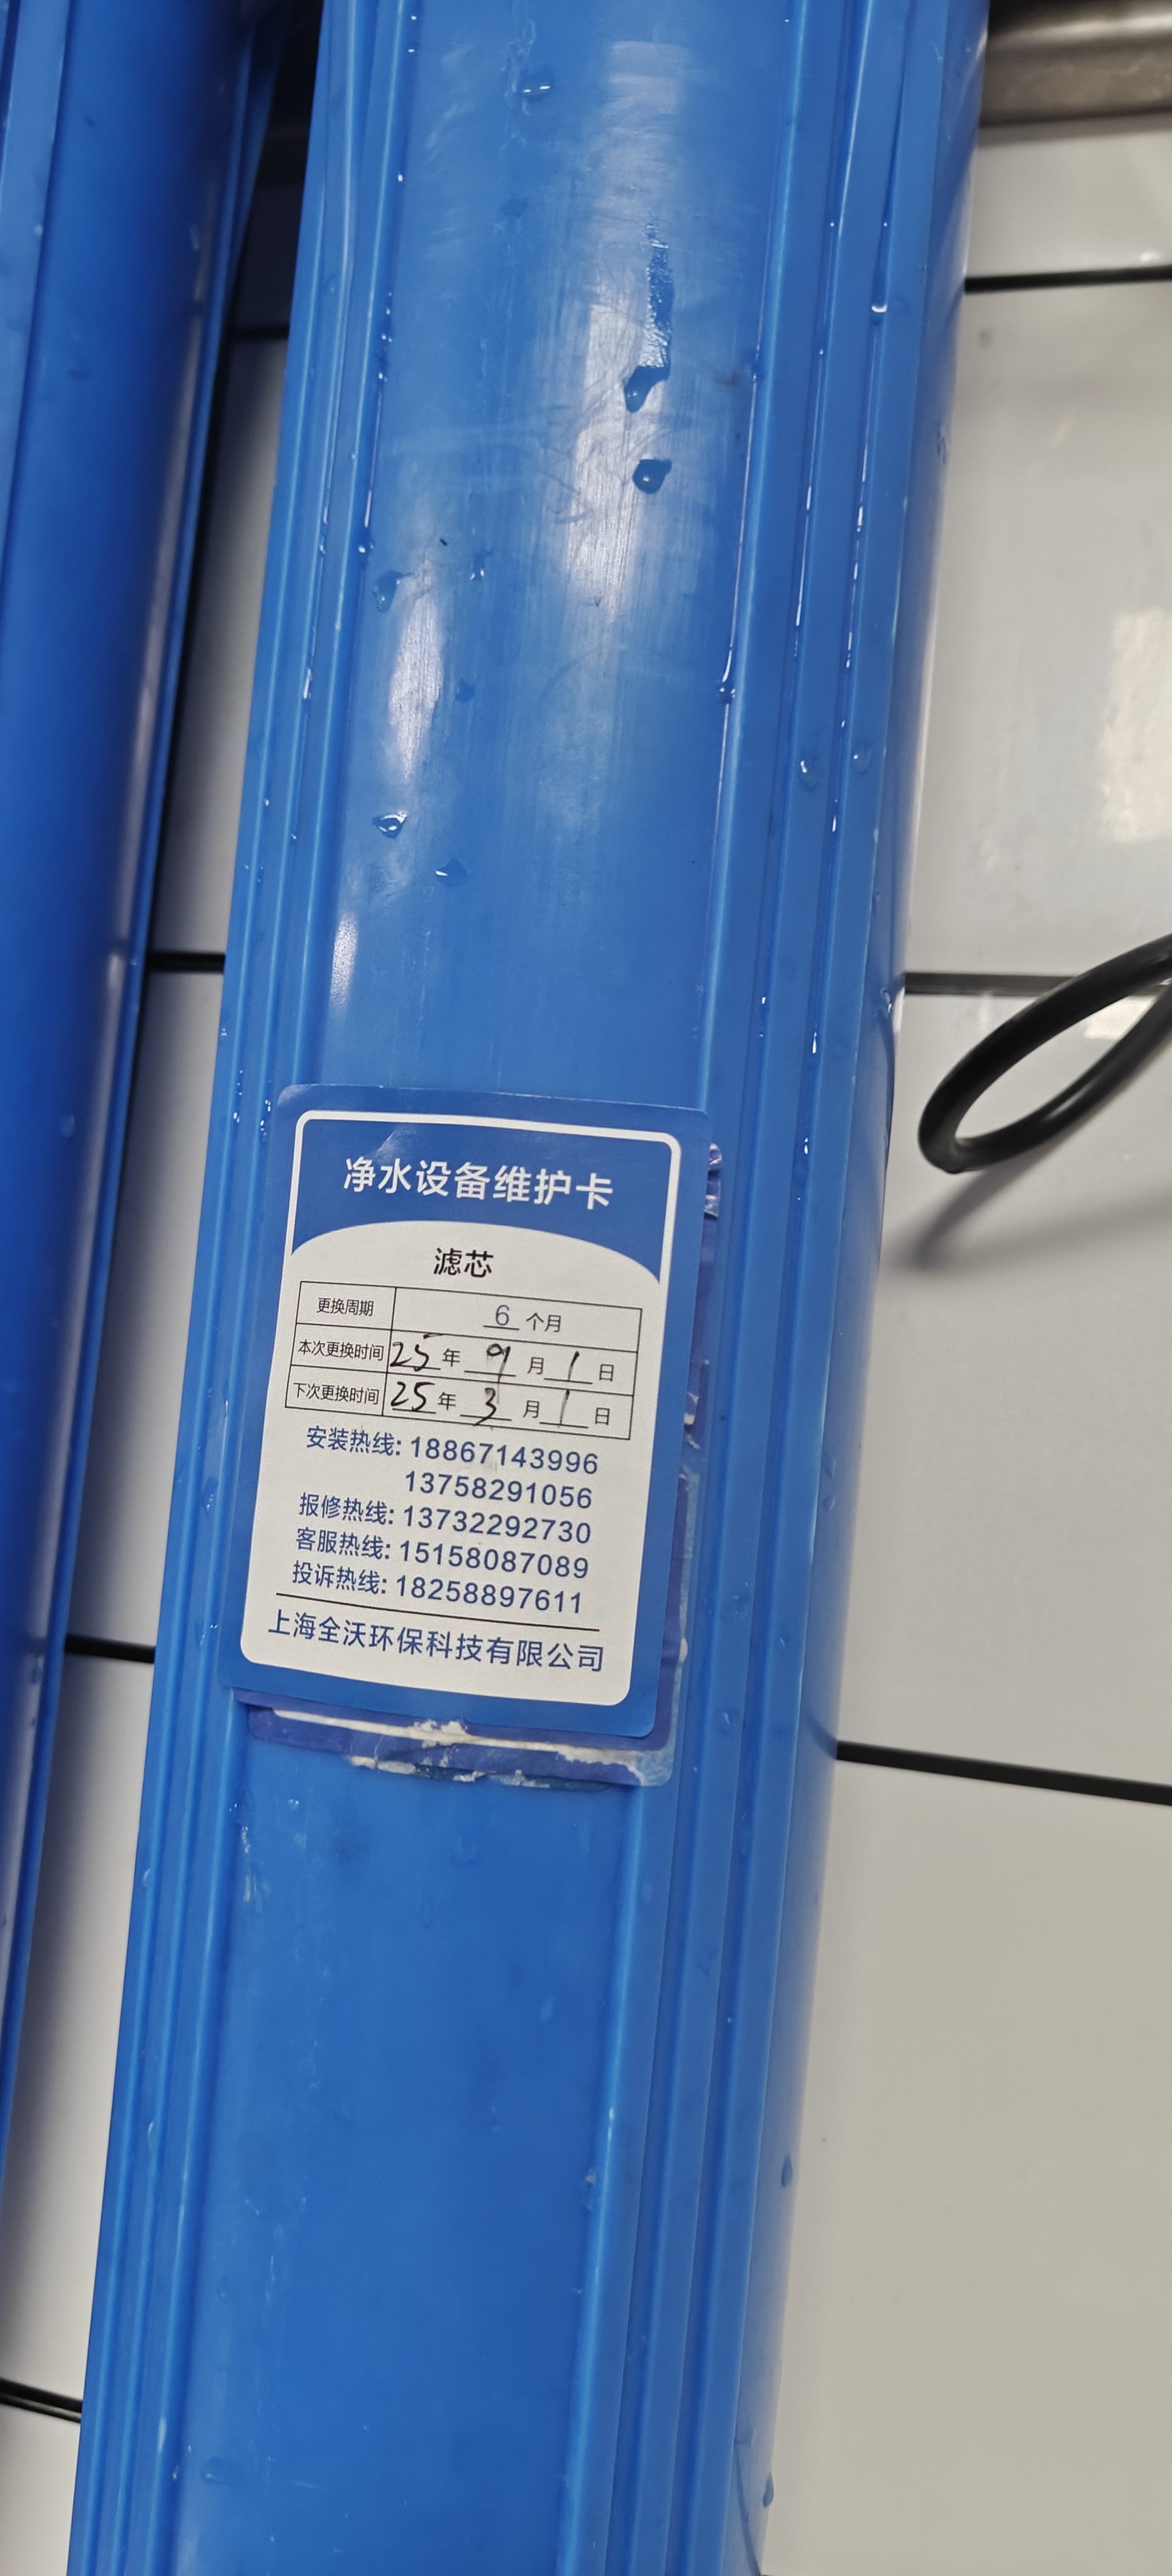 净水设备维护卡
滤芯
更换周期 6 个月
本次更换时间 25 年 9 月 1 日
下次更换时间 25 年 3 月 1 日
安装热线: 18867143996
13758291056
报修热线: 13732292730
客服热线: 15158087089
投诉热线: 18258897611
上海全沃环保科技有限公司